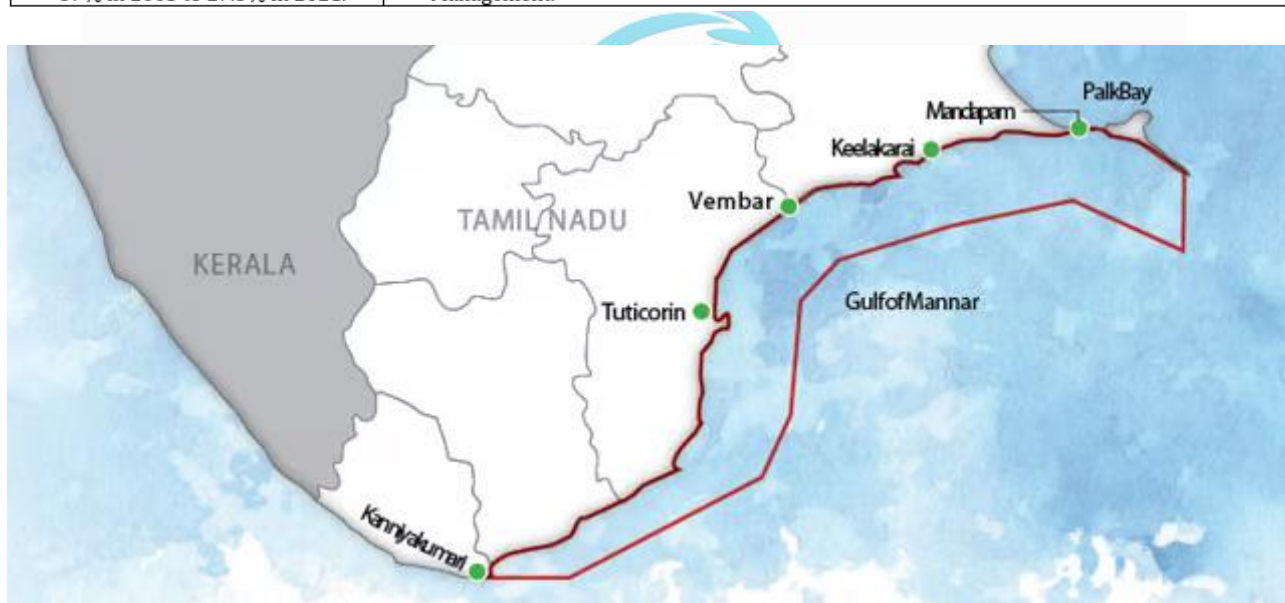 PalkBay
Mandapam
Keelakarai
Vembar
TAMIL NADU
KERALA
GulfofMannar
Tuticorin
Kanniyakumari